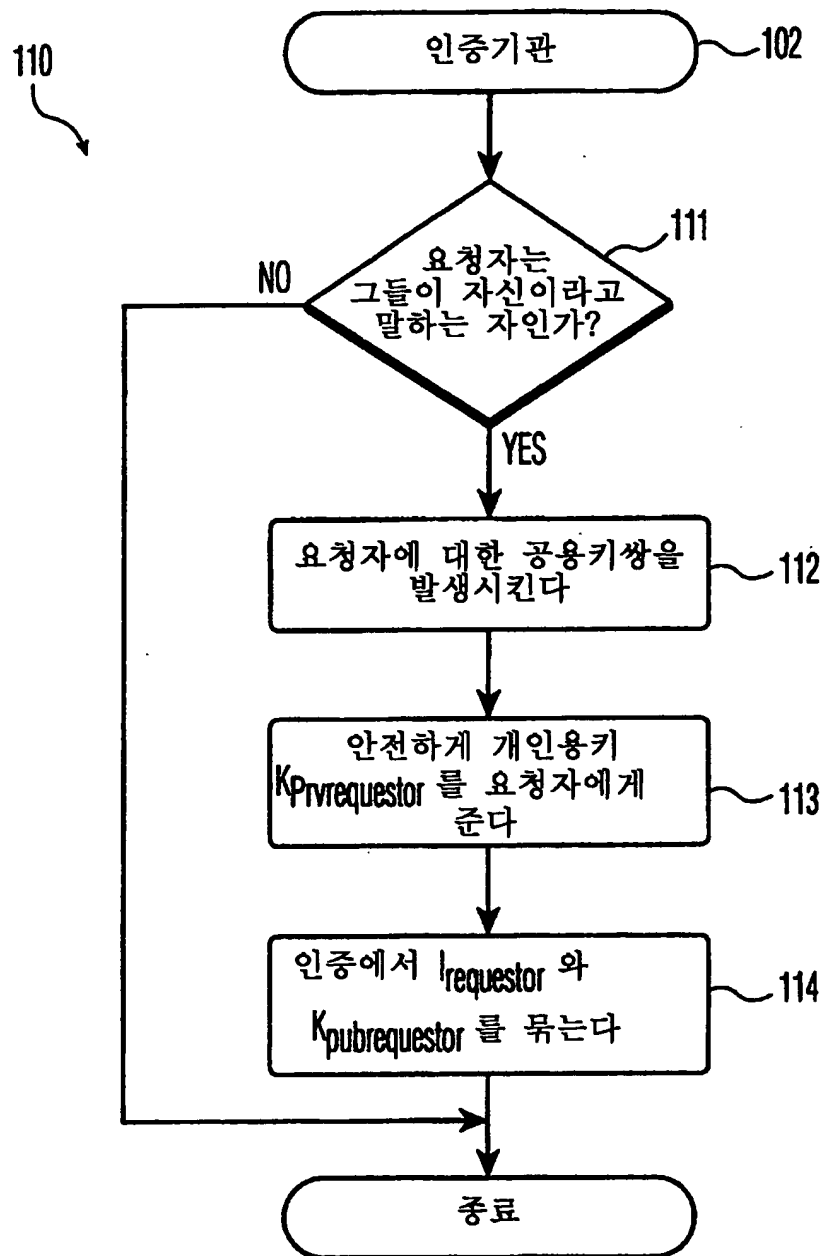 110
인증기관
102
요청자는
그들이 자신이라고
말하는 자인가?
111
NO
YES
요청자에 대한 공용키쌍을
발생시킨다
112
안전하게 개인용키
KPrvrequestor 를 요청자에게
준다
113
인증에서 Irequestor 와
Kpubrequestor 를 묶는다
114
종료